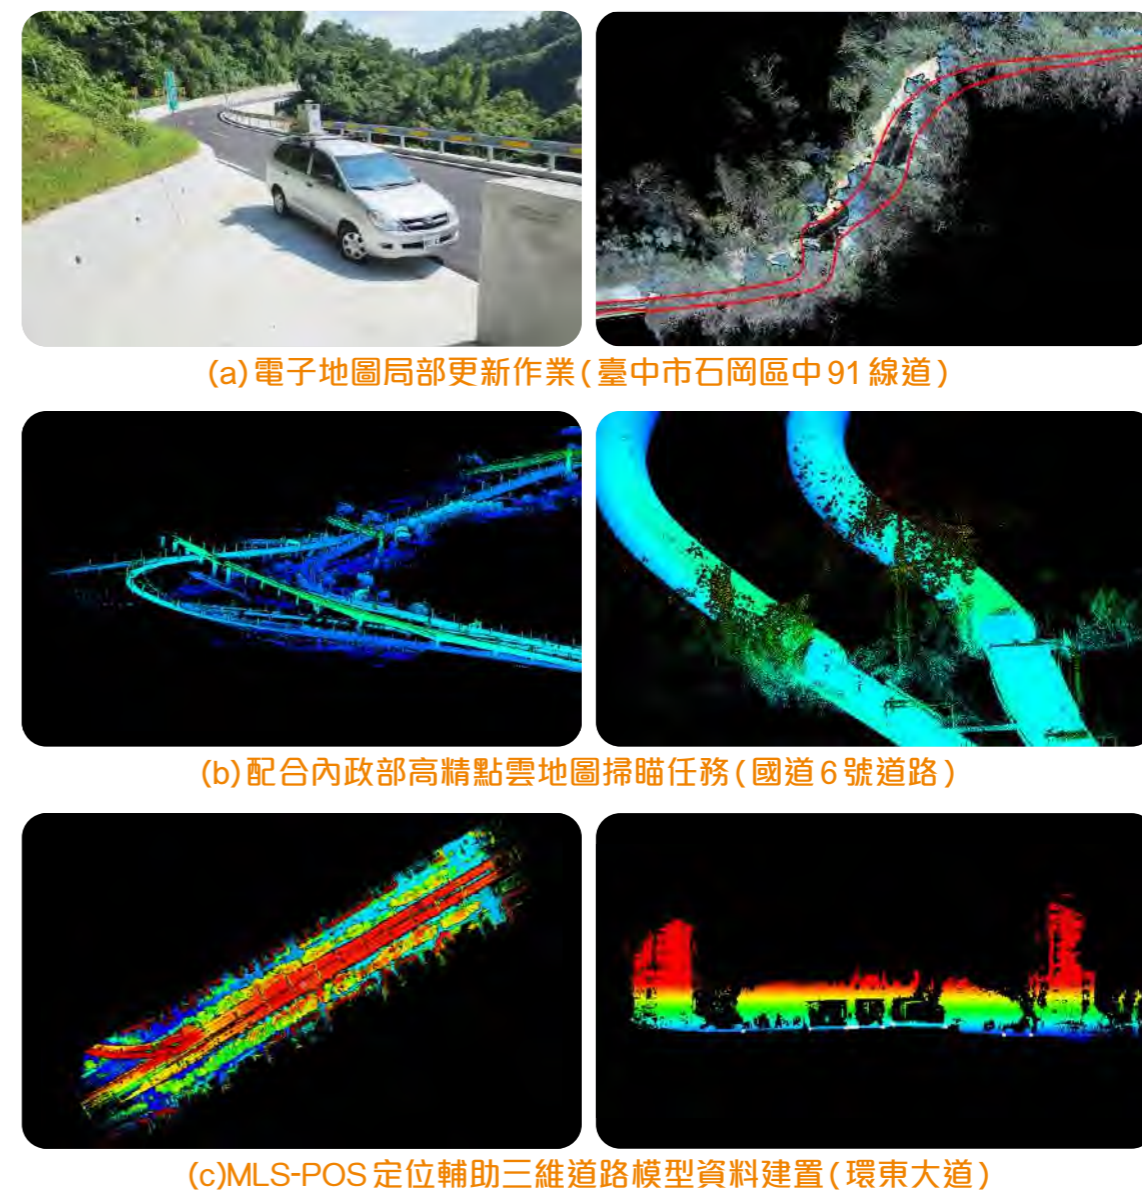 (a)電子地圖局部更新作業(臺中市石岡區中91線道)
(b)配合內政部高精點雲地圖掃瞄任務(國道6號道路)
(c)MLS-POS定位輔助三維道路模型資料建置(環東大道)